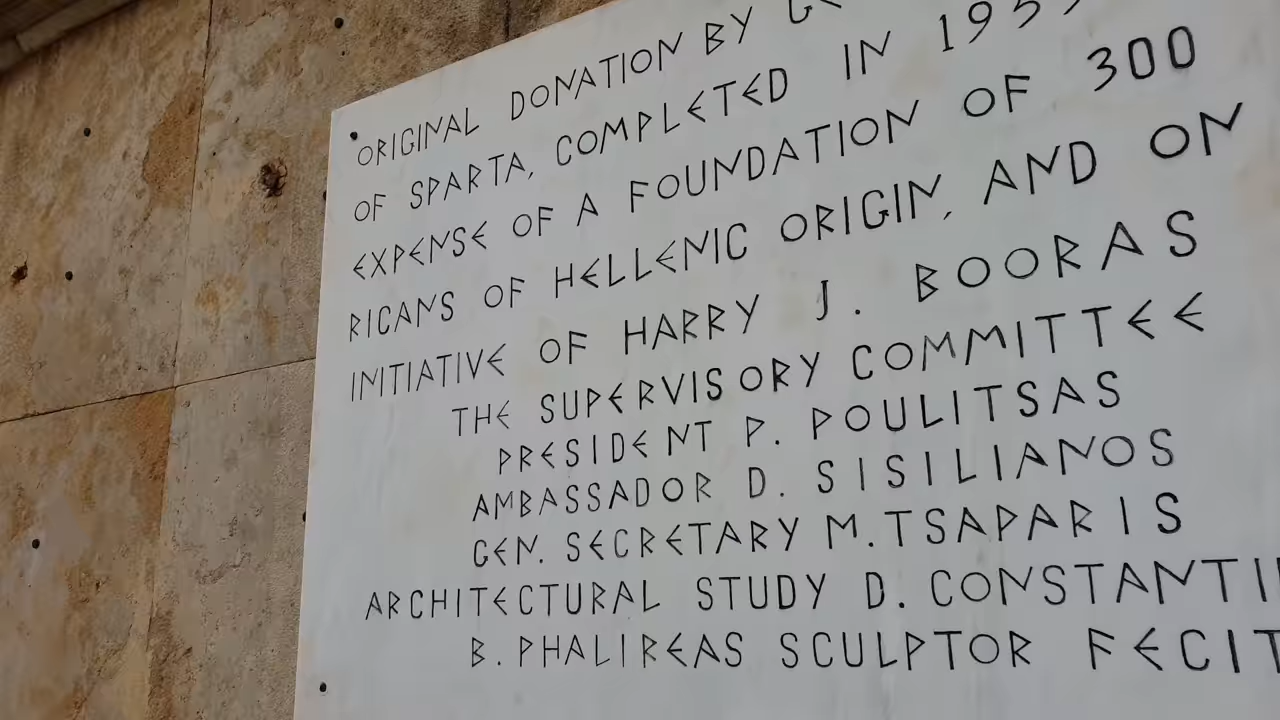 ORIGINAL DONATION BY
OF SPARTA, COMPLETED IN
EXPENSE OF A FOUNDATION OF 300
RICANS OF HELLENIC ORIGIN, AND ON
INITIATIVE OF HARRY J. BOORAS
THE SUPERVISORY COMMITTEE
PRESIDENT P. POULITSAS
AMBASSADOR D. SISILIANOS
GEN. SECRETARY M. TSAPARIS
ARCHITECTURAL STUDY D.
B. PHALIREAS SCULPTOR FECIT